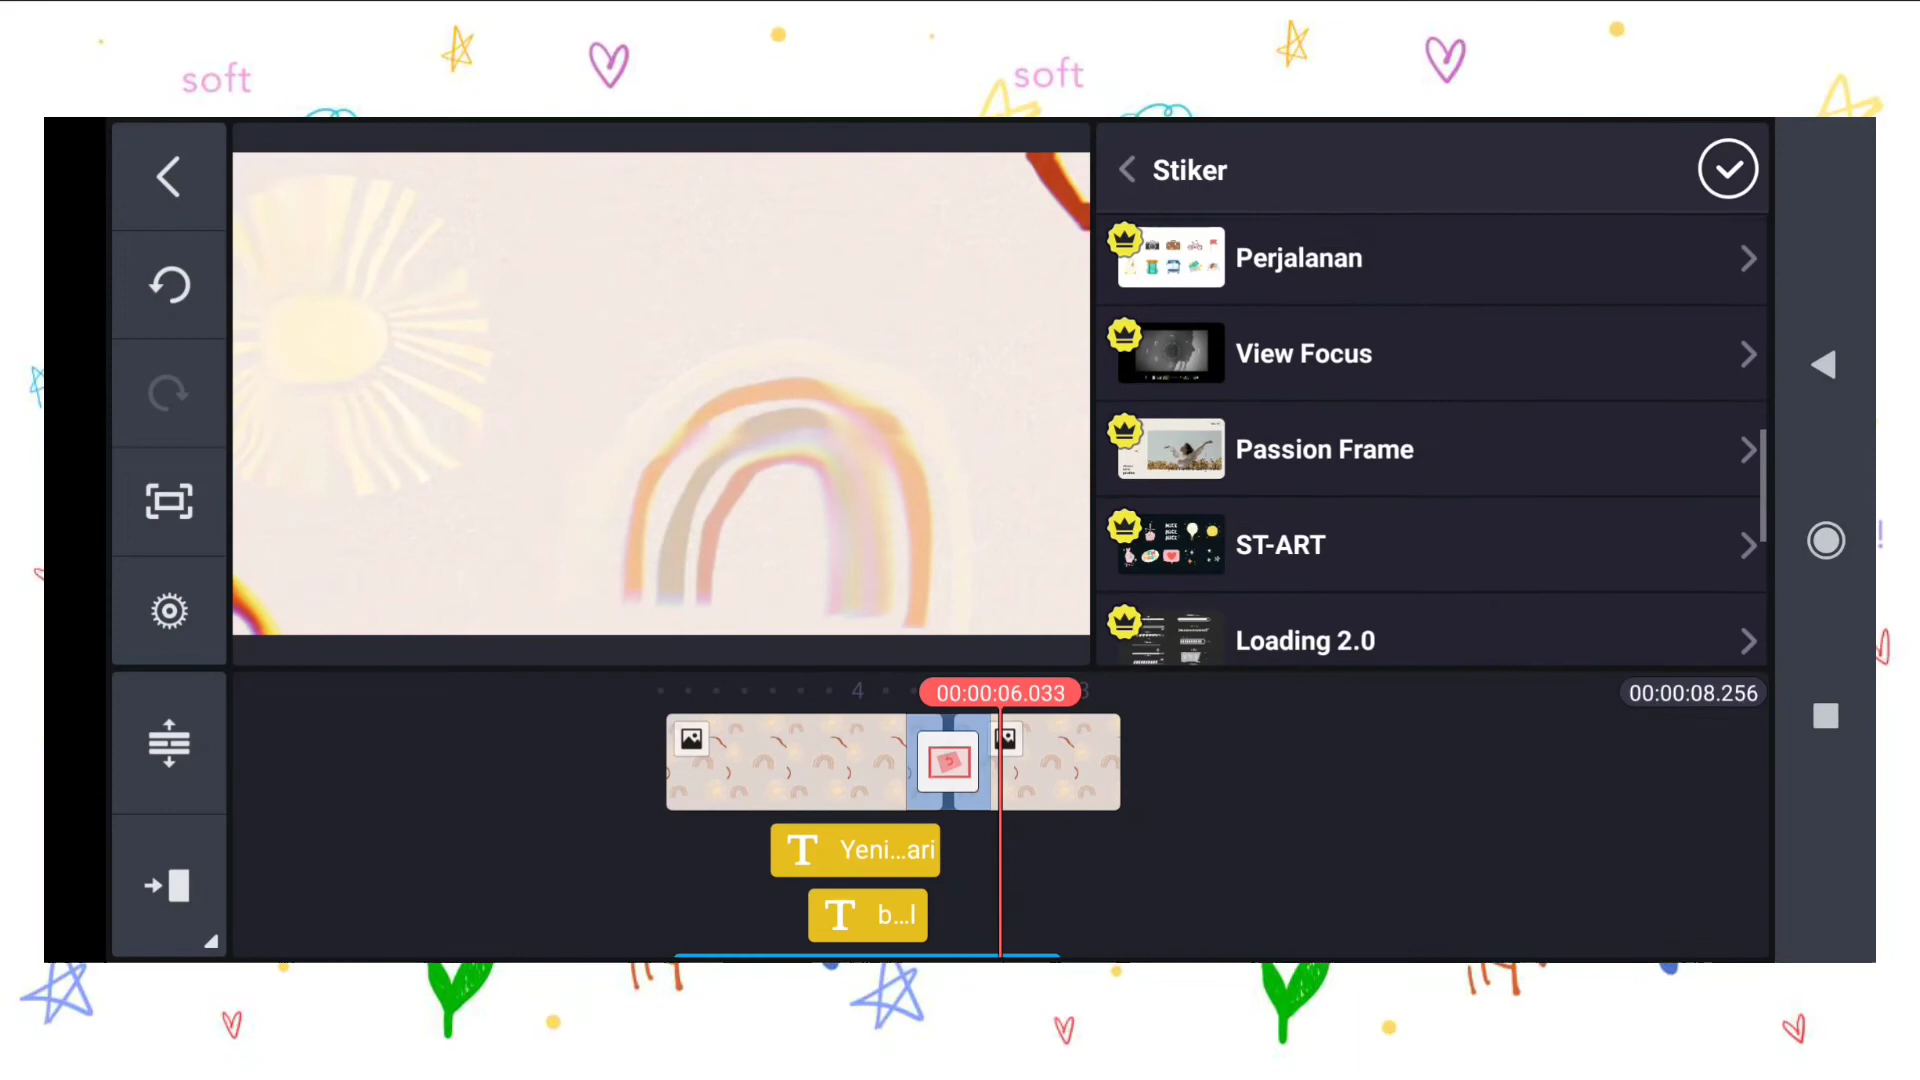 soft
soft
Stiker
Perjalanan
View Focus
Passion Frame
ST-ART
Loading 2.0
4
00:00:06.033
00:00:08.256
Yeni...ari
b...l